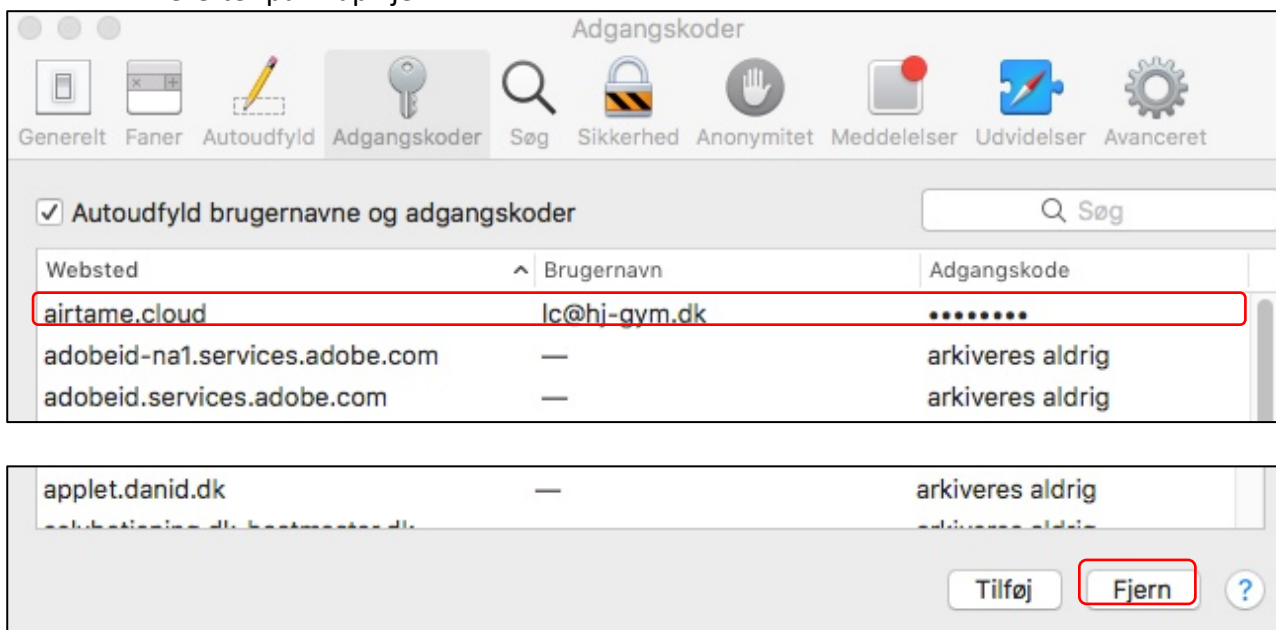 Adgangskoder
Generelt Faner Autoudfyld Adgangskoder Søg Sikkerhed Anonymitet Meddelelser Udvidelser Avanceret
Autoudfyld brugernavne og adgangskoder Søg
Websted Brugernavn Adgangskode
airtame.cloud lc@hj-gym.dk ••••••••
adobeid-na1.services.adobe.com — arkiveres aldrig
adobeid.services.adobe.com — arkiveres aldrig
applet.danid.dk — arkiveres aldrig
Tilføj Fjern ?